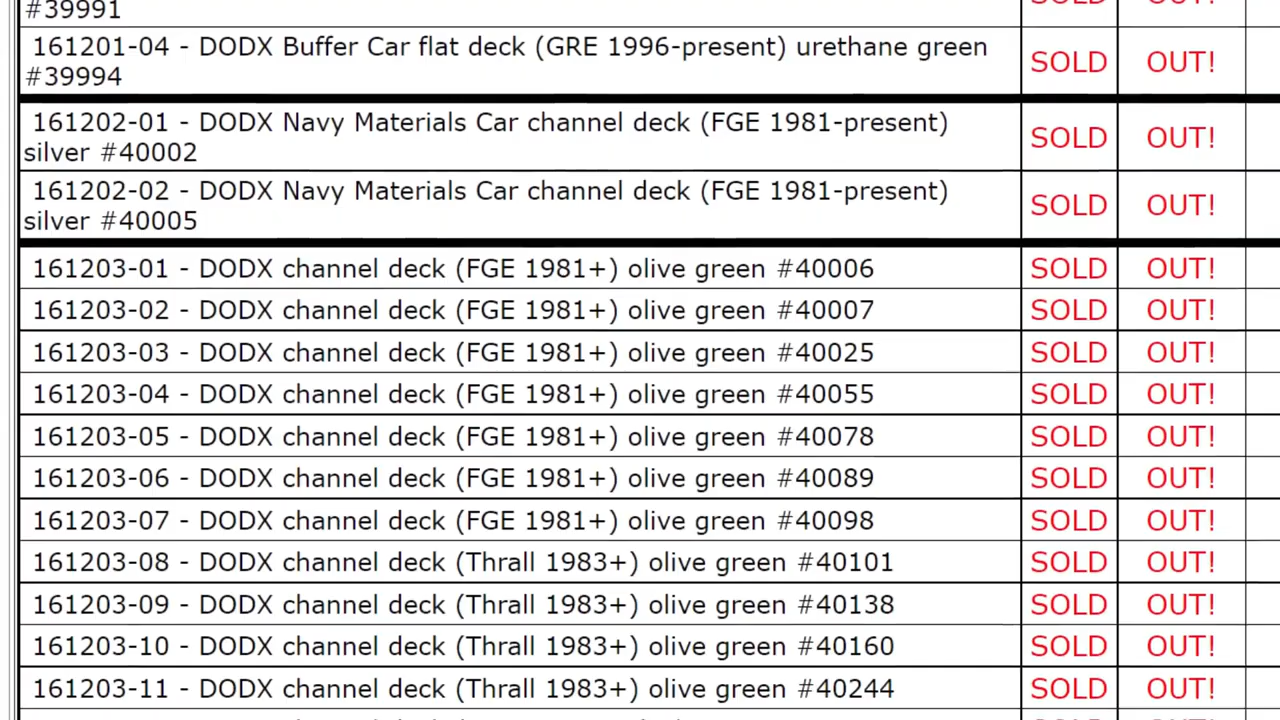 #39991
161201-04 - DODX Buffer Car flat deck (GRE 1996-present) urethane green
#39994
SOLD OUT!
161202-01 - DODX Navy Materials Car channel deck (FGE 1981-present)
silver #40002
SOLD OUT!
161202-02 - DODX Navy Materials Car channel deck (FGE 1981-present)
silver #40005
SOLD OUT!
161203-01 - DODX channel deck (FGE 1981+) olive green #40006 SOLD OUT!
161203-02 - DODX channel deck (FGE 1981+) olive green #40007 SOLD OUT!
161203-03 - DODX channel deck (FGE 1981+) olive green #40025 SOLD OUT!
161203-04 - DODX channel deck (FGE 1981+) olive green #40055 SOLD OUT!
161203-05 - DODX channel deck (FGE 1981+) olive green #40078 SOLD OUT!
161203-06 - DODX channel deck (FGE 1981+) olive green #40089 SOLD OUT!
161203-07 - DODX channel deck (FGE 1981+) olive green #40098 SOLD OUT!
161203-08 - DODX channel deck (Thrall 1983+) olive green #40101 SOLD OUT!
161203-09 - DODX channel deck (Thrall 1983+) olive green #40138 SOLD OUT!
161203-10 - DODX channel deck (Thrall 1983+) olive green #40160 SOLD OUT!
161203-11 - DODX channel deck (Thrall 1983+) olive green #40244 SOLD OUT!